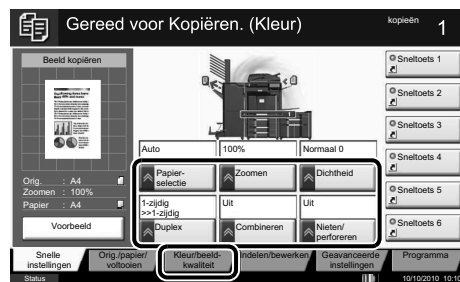 Gereed voor Kopiëren. (Kleur)
kopieën
1
Beeld kopiëren
Orig. : A4
Zoomen : 100%
Papier : A4
Voorbeeld
Auto
100%
Normaal 0
Papier-
selectie
Zoomen
Dichtheid
1-zijdig
>>1-zijdig
Uit
Uit
Duplex
Combineren
Nieten/
perforeren
Sneltoets 1
Sneltoets 2
Sneltoets 3
Sneltoets 4
Sneltoets 5
Sneltoets 6
Snelle
instellingen
Orig./papier/
voltooien
Kleur/beeld-
kwaliteit
Indelen/bewerken
Geavanceerde
instellingen
Programma
Status
10/10/2010 10:10